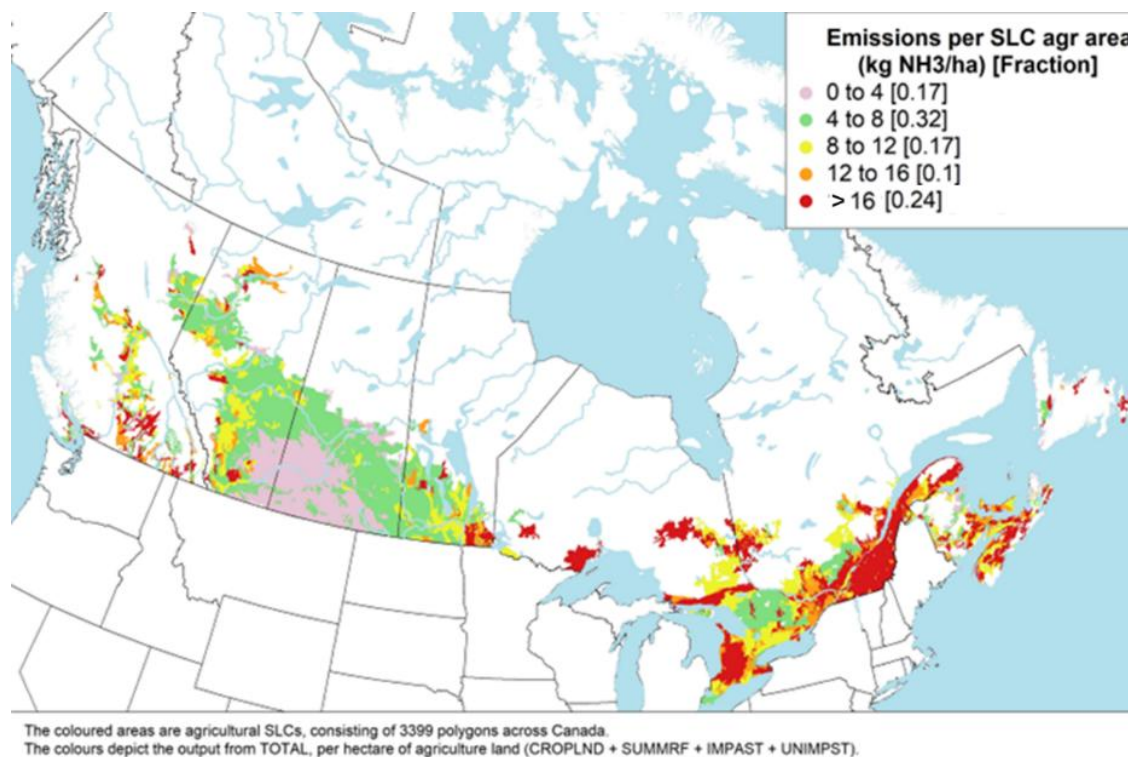 Emissions per SLC agr area
(kg NH3/ha) [Fraction]
0 to 4 [0.17]
4 to 8 [0.32]
8 to 12 [0.17]
12 to 16 [0.1]
> 16 [0.24]
The coloured areas are agricultural SLCs, consisting of 3399 polygons across Canada.
The colours depict the output from TOTAL, per hectare of agriculture land (CROPLND + SUMMRF + IMPAST + UNIMPST).